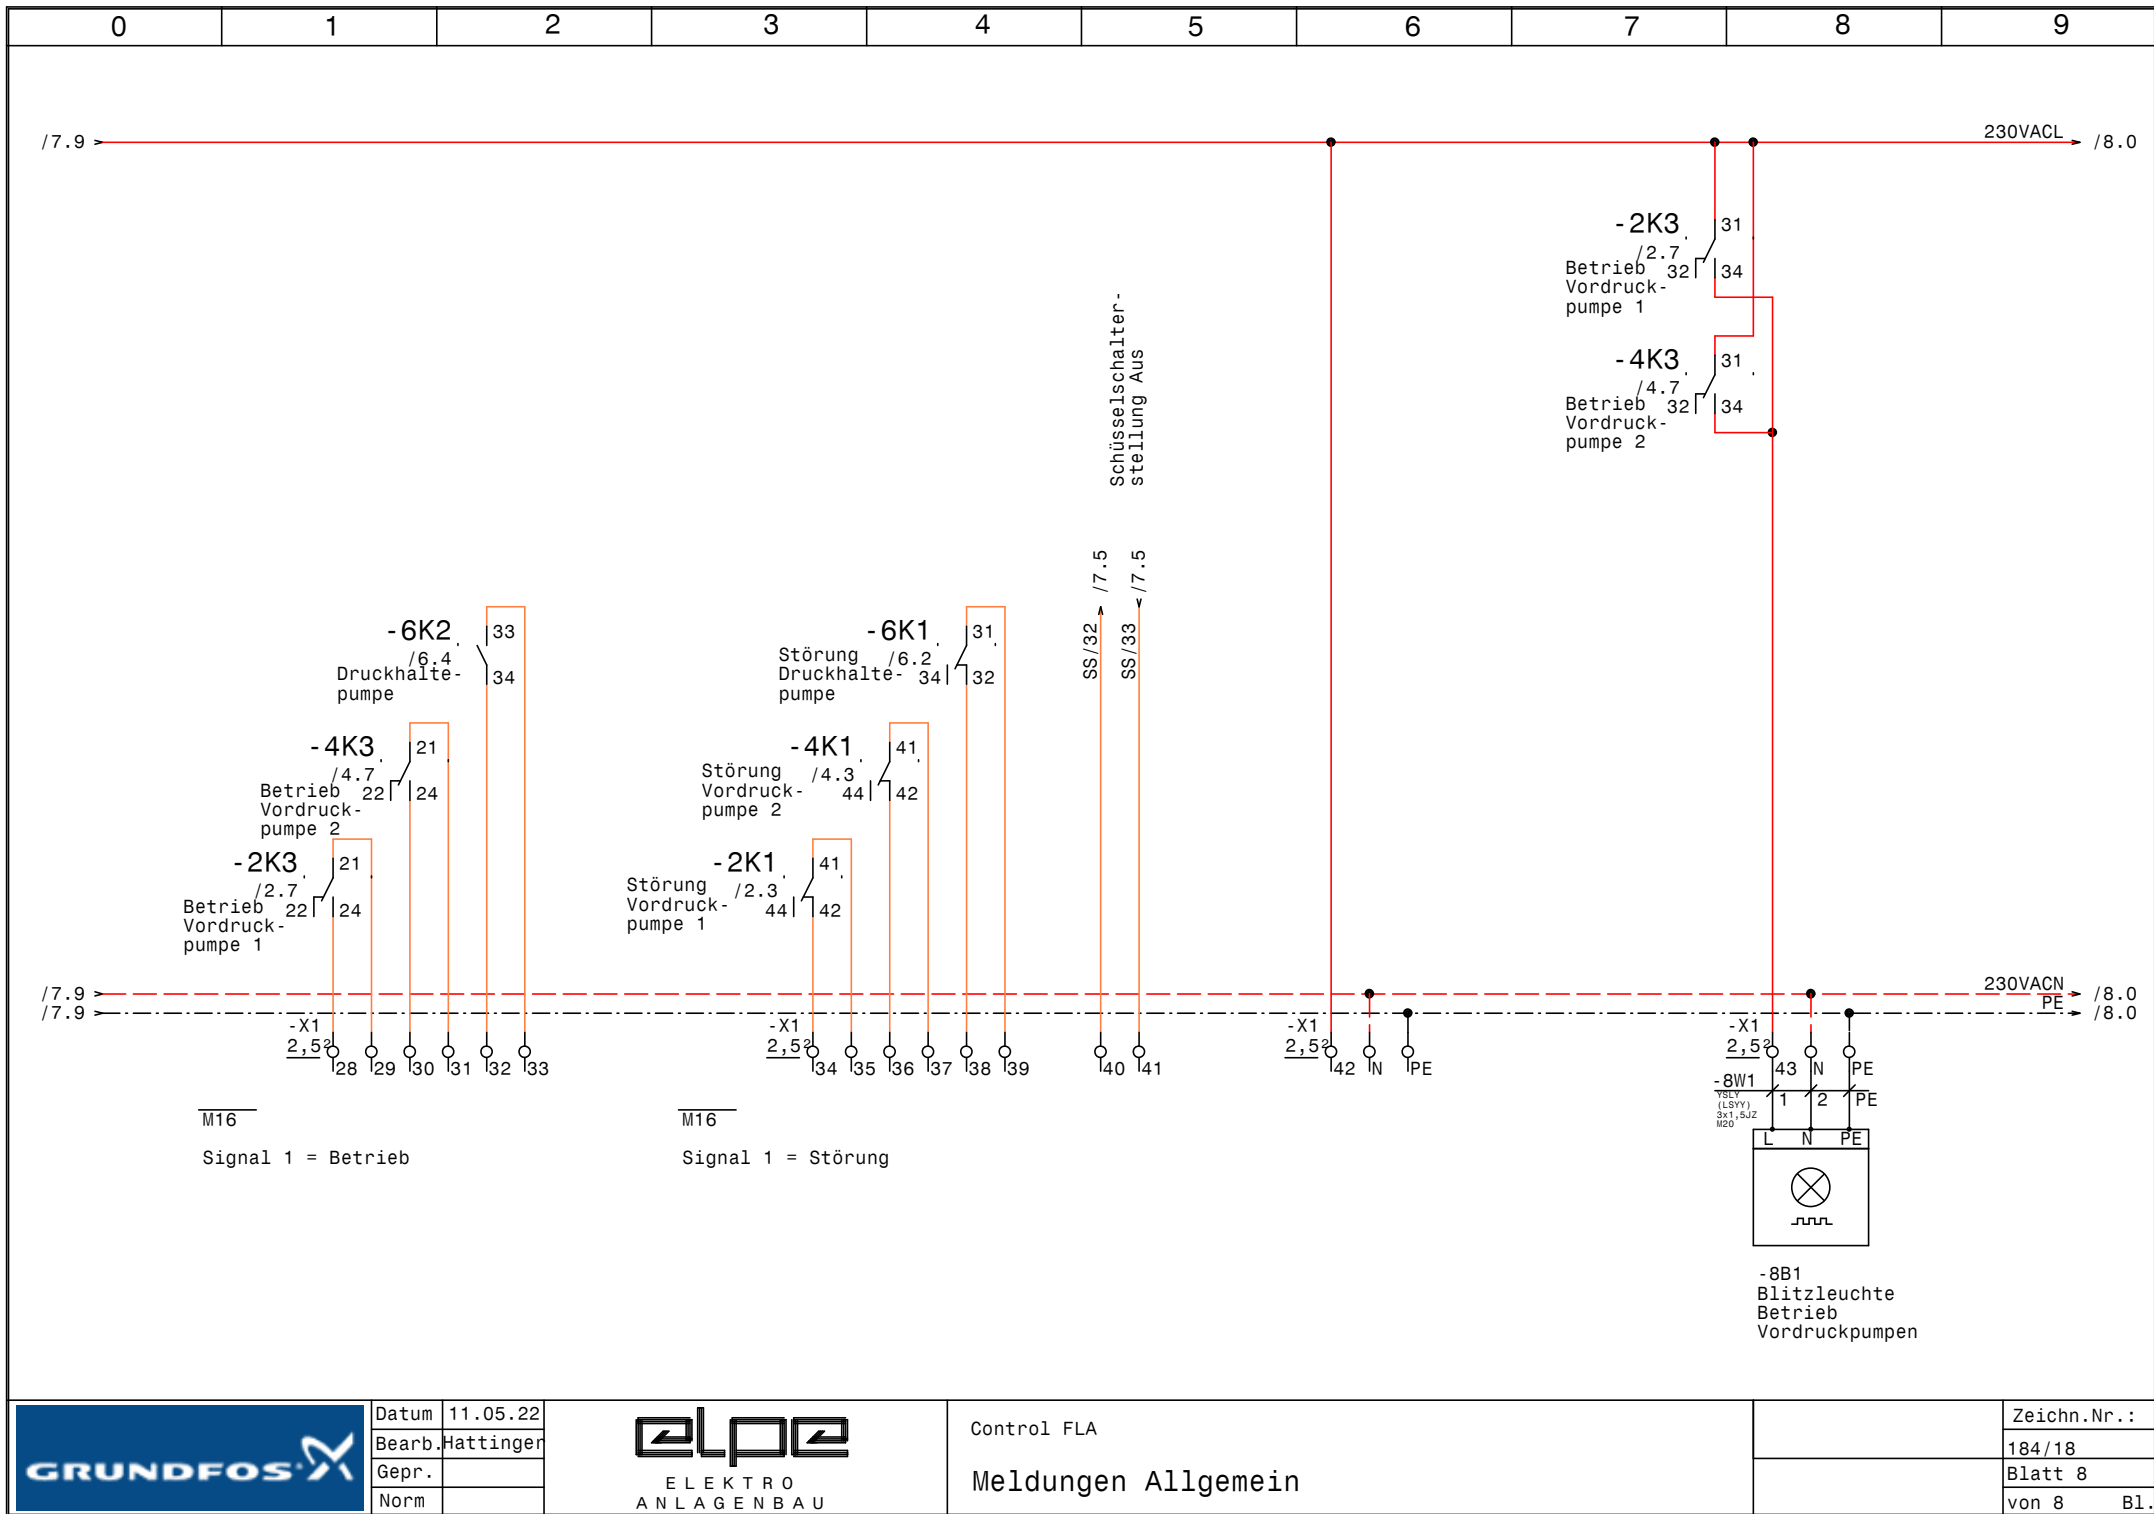 0 1 2 3 4 5 6 7 8 9
/7.9
230VACL
/8.0
-2K3
/2.7
31
32
34
Betrieb
Vordruck-
pumpe 1
-4K3
/4.7
31
32
34
Betrieb
Vordruck-
pumpe 2
Schüsselschalter-
stellung Aus
/7.5
/7.5
SS/32
SS/33
-6K2
/6.4
33
34
Druckhalte-
pumpe
-4K3
/4.7
21
22
24
Betrieb
Vordruck-
pumpe 2
-2K3
/2.7
21
22
24
Betrieb
Vordruck-
pumpe 1
-6K1
/6.2
31
34
32
Störung
Druckhalte-
pumpe
-4K1
/4.3
41
44
42
Störung
Vordruck-
pumpe 2
-2K1
/2.3
41
44
42
Störung
Vordruck-
pumpe 1
/7.9
230VACN
/8.0
/7.9
PE
/8.0
-X1
2,5²
28 29 30 31 32 33
-X1
2,5²
34 35 36 37 38 39
40 41
-X1
2,5²
42 N PE
-X1
2,5²
43 N PE
-8W1
YSLY
(LSYY)
3x1,5JZ
M20
1 2 PE
L N PE
M16
Signal 1 = Betrieb
M16
Signal 1 = Störung
-8B1
Blitzleuchte
Betrieb
Vordruckpumpen
GRUNDFOS
Datum 11.05.22
Bearb. Hattinger
Gepr.
Norm
elpe
ELEKTRO
ANLAGENBAU
Control FLA
Meldungen Allgemein
Zeichn.Nr.:
184/18
Blatt 8
von 8 Bl.